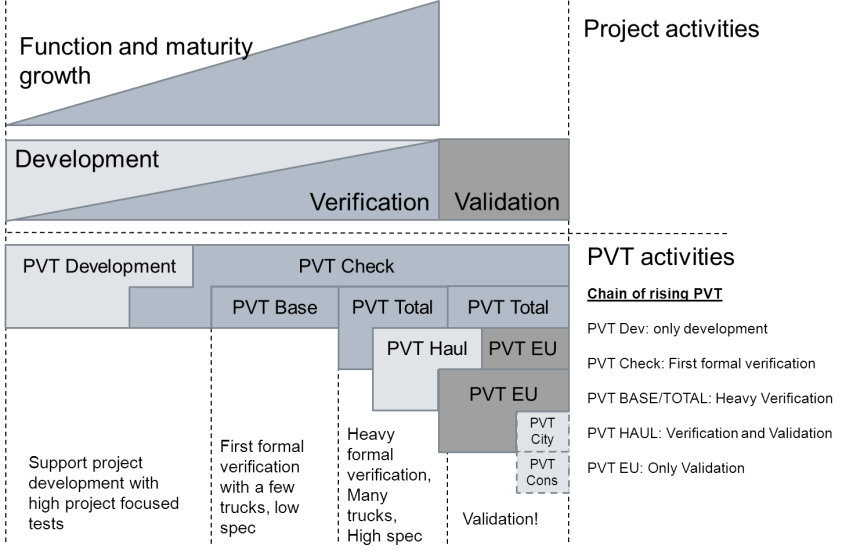 Function and maturity
growth
Project activities
Development
Verification
Validation
PVT Development
PVT Check
PVT activities
PVT Base
PVT Total
PVT Total
Chain of rising PVT
PVT Dev: only development
PVT Haul
PVT EU
PVT Check: First formal verification
PVT EU
PVT BASE/TOTAL: Heavy Verification
PVT
City
PVT HAUL: Verification and Validation
PVT
Cons
PVT EU: Only Validation
Support project
development with
high project focused
tests
First formal
verification
with a few
trucks, low
spec
Heavy
formal
verification,
Many
trucks,
High spec
Validation!